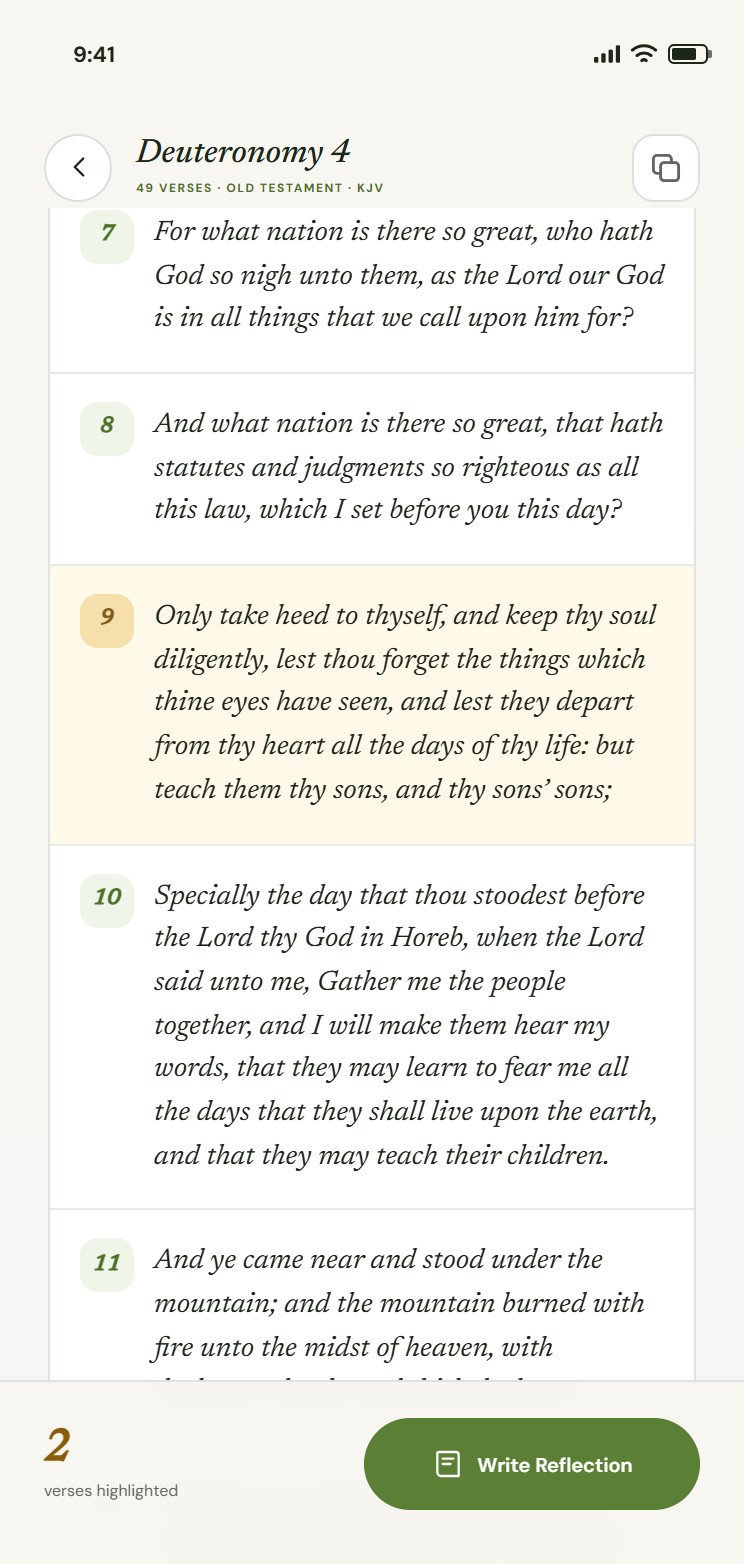 9:41
Deuteronomy 4
49 VERSES · OLD TESTAMENT · KJV
7
For what nation is there so great, who hath
God so nigh unto them, as the Lord our God
is in all things that we call upon him for?
8
And what nation is there so great, that hath
statutes and judgments so righteous as all
this law, which I set before you this day?
9
Only take heed to thyself, and keep thy soul
diligently, lest thou forget the things which
thine eyes have seen, and lest they depart
from thy heart all the days of thy life: but
teach them thy sons, and thy sons’ sons;
10
Specially the day that thou stoodest before
the Lord thy God in Horeb, when the Lord
said unto me, Gather me the people
together, and I will make them hear my
words, that they may learn to fear me all
the days that they shall live upon the earth,
and that they may teach their children.
11
And ye came near and stood under the
mountain; and the mountain burned with
fire unto the midst of heaven, with
2
verses highlighted
Write Reflection